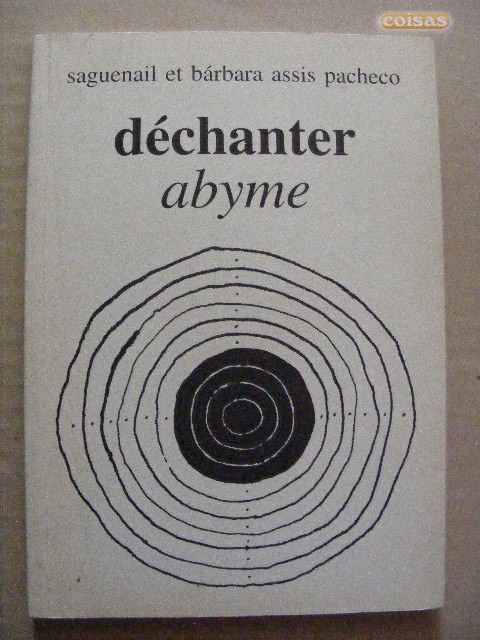 coisas
saguenail et bárbara assis pacheco
déchanter
abyme